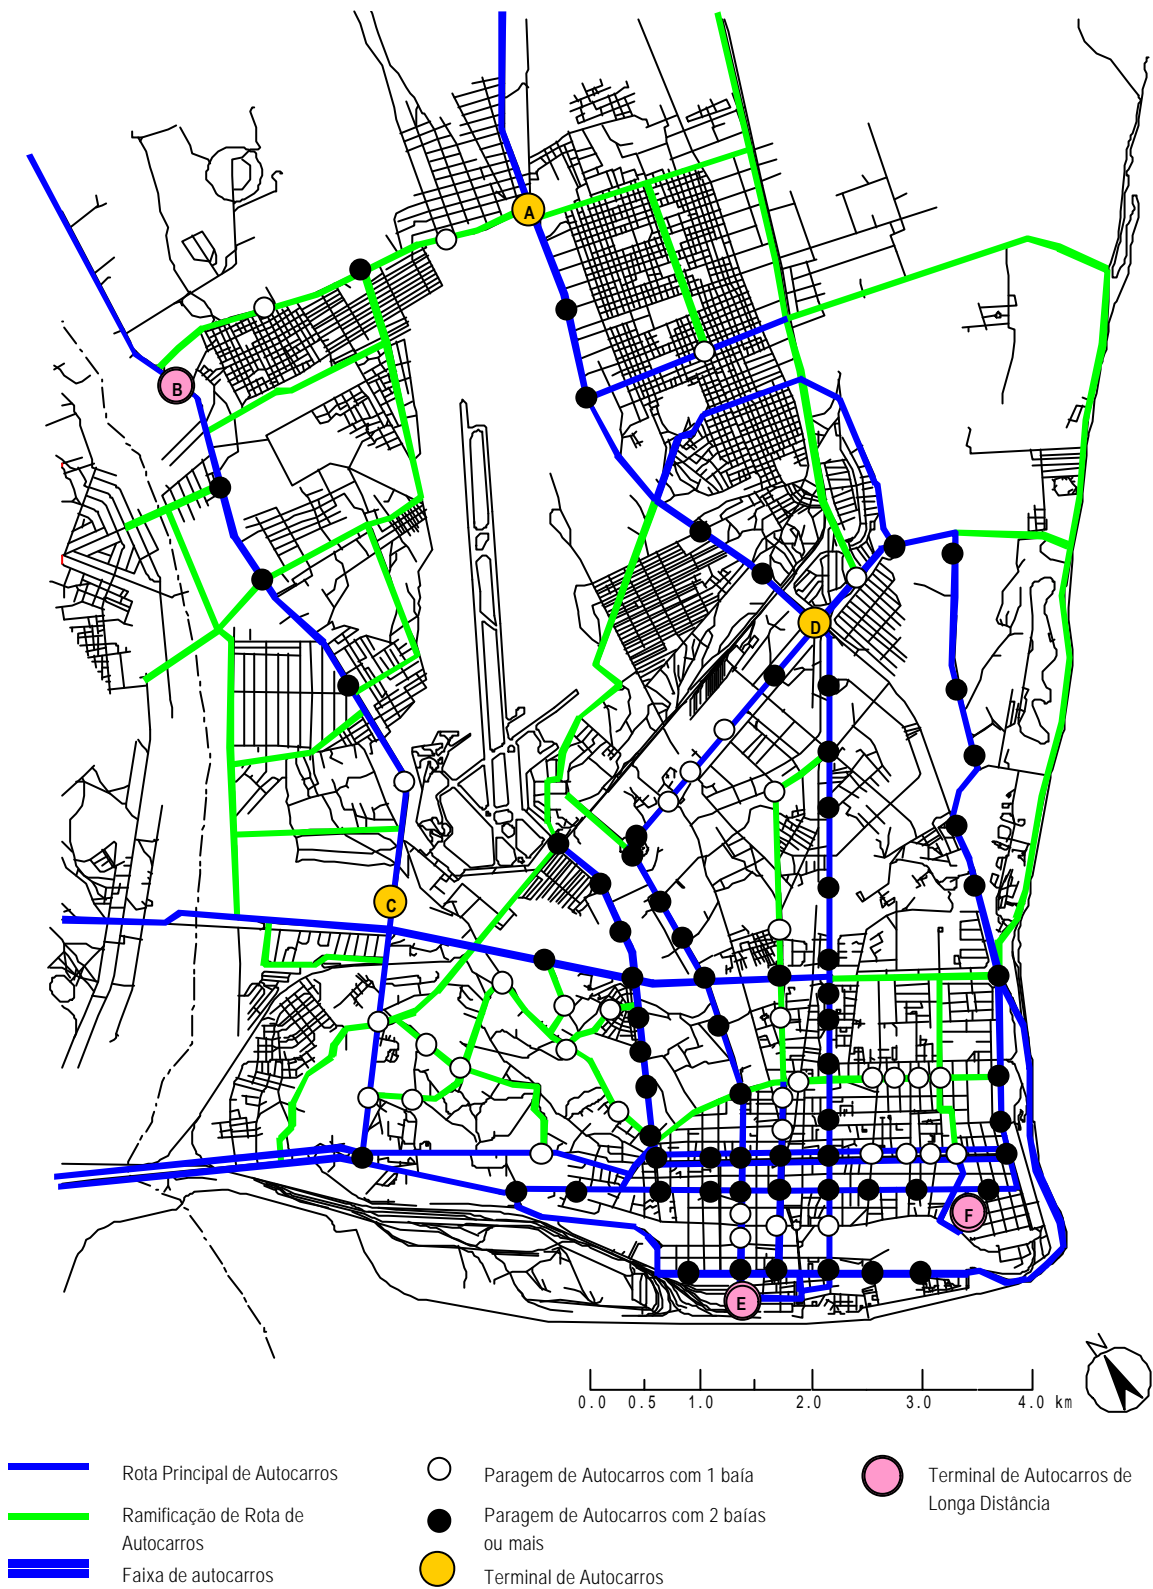 A
B
D
C
F
E
N
0.0 0.5 1.0 2.0 3.0 4.0 km
Rota Principal de Autocarros
Ramificação de Rota de
Autocarros
Faixa de autocarros
Paragem de Autocarros com 1 baía
Paragem de Autocarros com 2 baías
ou mais
Terminal de Autocarros
Terminal de Autocarros de
Longa Distância